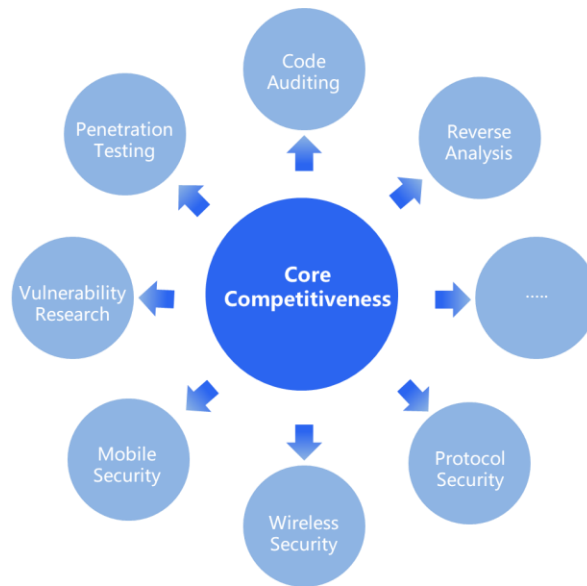 Code
Auditing
Reverse
Analysis
.....
Protocol
Security
Wireless
Security
Mobile
Security
Vulnerability
Research
Penetration
Testing
Core
Competitiveness